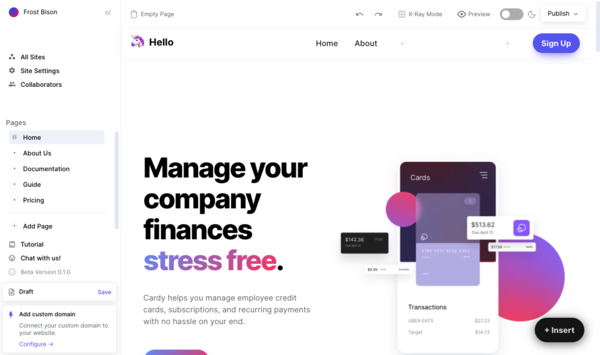 Frost Bison
All Sites
Site Settings
Collaborators
Pages
Home
About Us
Documentation
Guide
Pricing
Add Page
Tutorial
Chat with us!
Beta Version 0.1.0
Draft
Save
Add custom domain
Connect your custom domain to
your website.
Configure →
Empty Page
X-Ray Mode
Preview
Publish
Hello
Home
About
Sign Up
Manage your
company
finances
stress free.
Cardy helps you manage employee credit
cards, subscriptions, and recurring payments
with no hassle on your end.
Cards
$142.36
$513.62
Due April 12
Transactions
UBER EATS
$27.33
Target
$14.73
+ Insert